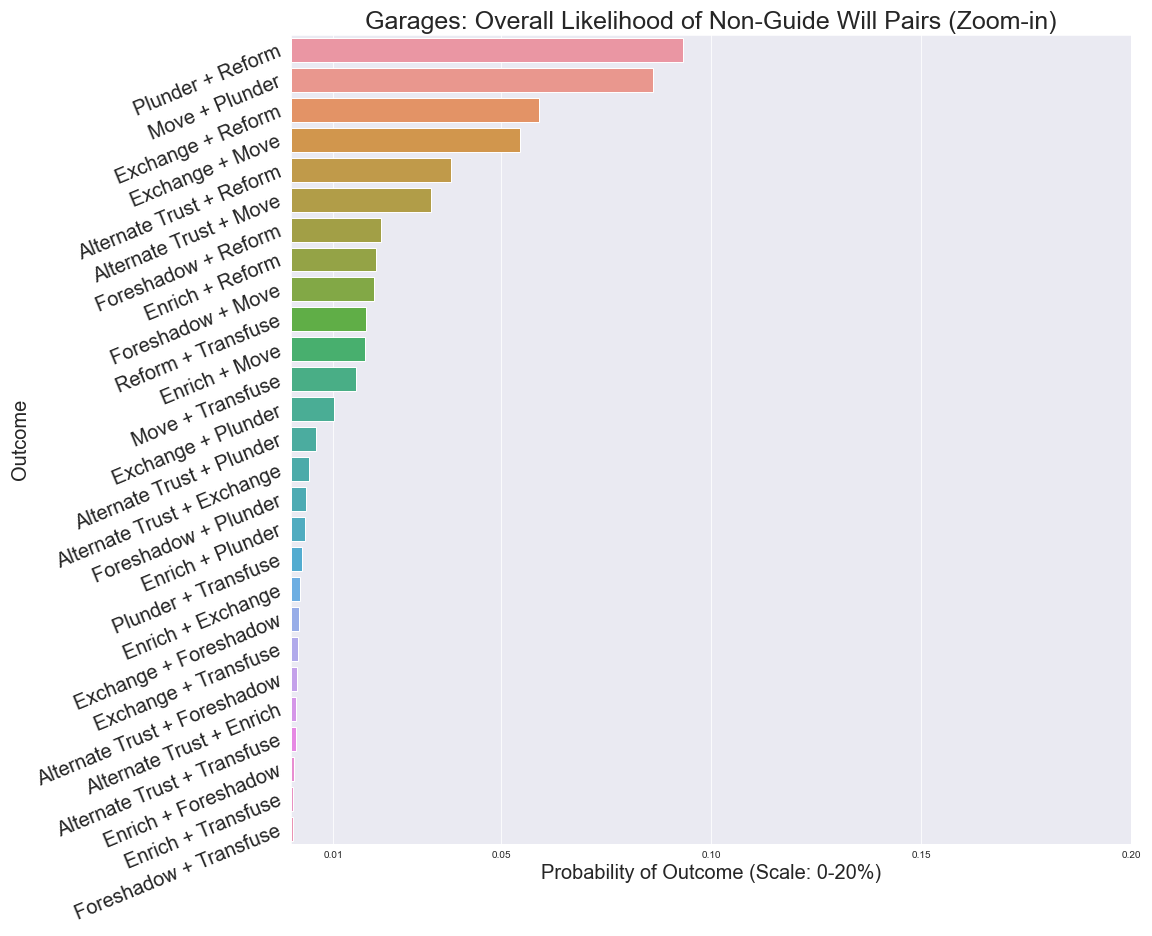 Garages: Overall Likelihood of Non-Guide Will Pairs (Zoom-in)
Outcome
Plunder + Reform
Move + Plunder
Exchange + Reform
Exchange + Move
Alternate Trust + Reform
Alternate Trust + Move
Foreshadow + Reform
Enrich + Reform
Foreshadow + Move
Reform + Transfuse
Enrich + Move
Move + Transfuse
Exchange + Plunder
Alternate Trust + Plunder
Alternate Trust + Exchange
Foreshadow + Plunder
Enrich + Plunder
Plunder + Transfuse
Enrich + Exchange
Exchange + Foreshadow
Exchange + Transfuse
Alternate Trust + Foreshadow
Alternate Trust + Enrich
Alternate Trust + Transfuse
Enrich + Foreshadow
Enrich + Transfuse
Foreshadow + Transfuse
0.01 0.05 0.10 0.15 0.20
Probability of Outcome (Scale: 0-20%)